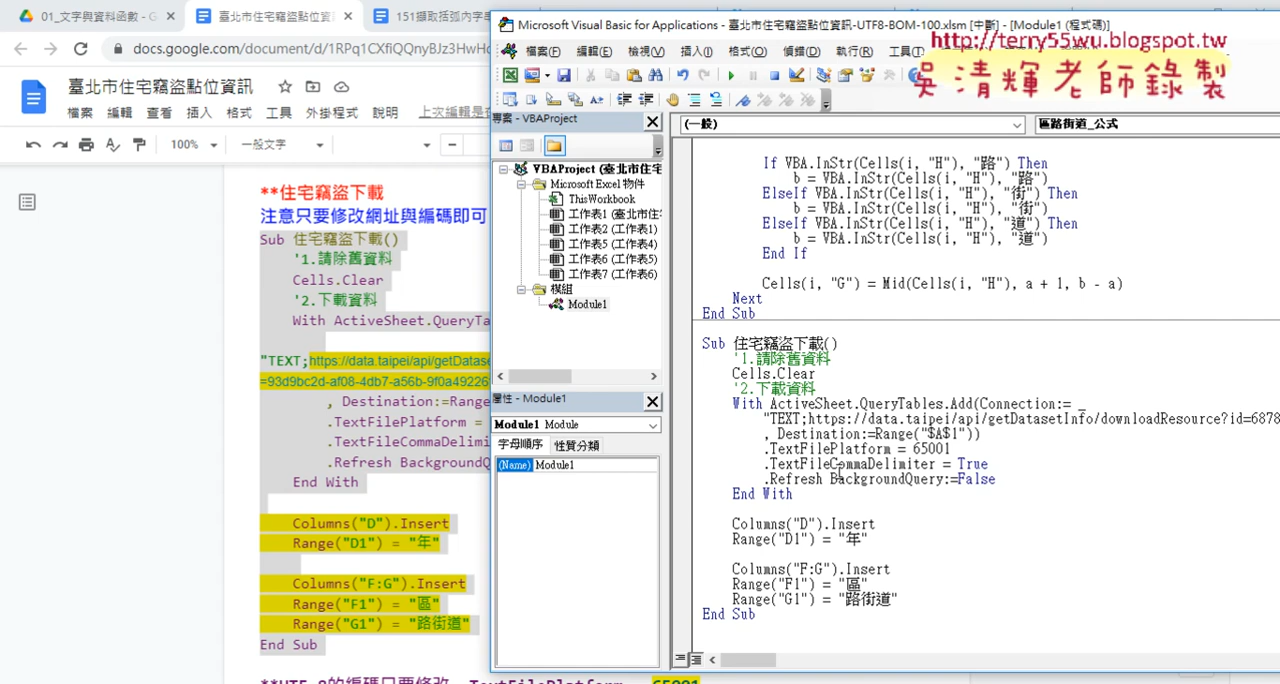 01_文字與資料函數 - G
臺北市住宅竊盜點位資訊
151擷取括弧內字串
docs.google.com/document/d/1RPq1CXfiQQnyBJz3HwH
臺北市住宅竊盜點位資訊
檔案 編輯 查看 插入 格式 工具 外掛程式 說明 上次編輯是在
100% 一般文字
**住宅竊盜下載
注意只要修改網址與編碼即可
Sub 住宅竊盜下載()
'1.請除舊資料
Cells.Clear
'2.下載資料
With ActiveSheet.QueryTa
"TEXT;https://data.taipei/api/getDatase
=93d9bc2d-af08-4db7-a56b-9f0a49226
, Destination:=Range
.TextFilePlatform =
.TextFileCommaDelimi
.Refresh BackgroundQ
End With
Columns("D").Insert
Range("D1") = "年"
Columns("F:G").Insert
Range("F1") = "區"
Range("G1") = "路街道"
End Sub
**UTF-8的編碼只要修改 .TextFilePlatform = 65001
Microsoft Visual Basic for Applications - 臺北市住宅竊盜點位資訊-UTF8-BOM-100.xlsm [中斷] - [Module1 (程式碼)]
檔案(F) 編輯(E) 檢視(V) 插入(I) 格式(O) 偵錯(D) 執行(R) 工具(T)
http://terry55wu.blogspot.tw
吳清輝老師錄製
專案 - VBAProject
VBAProject (臺北市住宅
Microsoft Excel 物件
ThisWorkbook
工作表1 (臺北市住宅
工作表2 (工作表1)
工作表5 (工作表4)
工作表6 (工作表5)
工作表7 (工作表6)
模組
Module1
屬性 - Module1
Module1 Module
字母順序 性質分類
(Name) Module1
(一般)
區路街道_公式
If VBA.InStr(Cells(i, "H"), "路") Then
b = VBA.InStr(Cells(i, "H"), "路")
ElseIf VBA.InStr(Cells(i, "H"), "街") Then
b = VBA.InStr(Cells(i, "H"), "街")
ElseIf VBA.InStr(Cells(i, "H"), "道") Then
b = VBA.InStr(Cells(i, "H"), "道")
End If
Cells(i, "G") = Mid(Cells(i, "H"), a + 1, b - a)
Next
End Sub
Sub 住宅竊盜下載()
'1.請除舊資料
Cells.Clear
'2.下載資料
With ActiveSheet.QueryTables.Add(Connection:= _
"TEXT;https://data.taipei/api/getDatasetInfo/downloadResource?id=6878
, Destination:=Range("$A$1"))
.TextFilePlatform = 65001
.TextFileCommaDelimiter = True
.Refresh BackgroundQuery:=False
End With
Columns("D").Insert
Range("D1") = "年"
Columns("F:G").Insert
Range("F1") = "區"
Range("G1") = "路街道"
End Sub